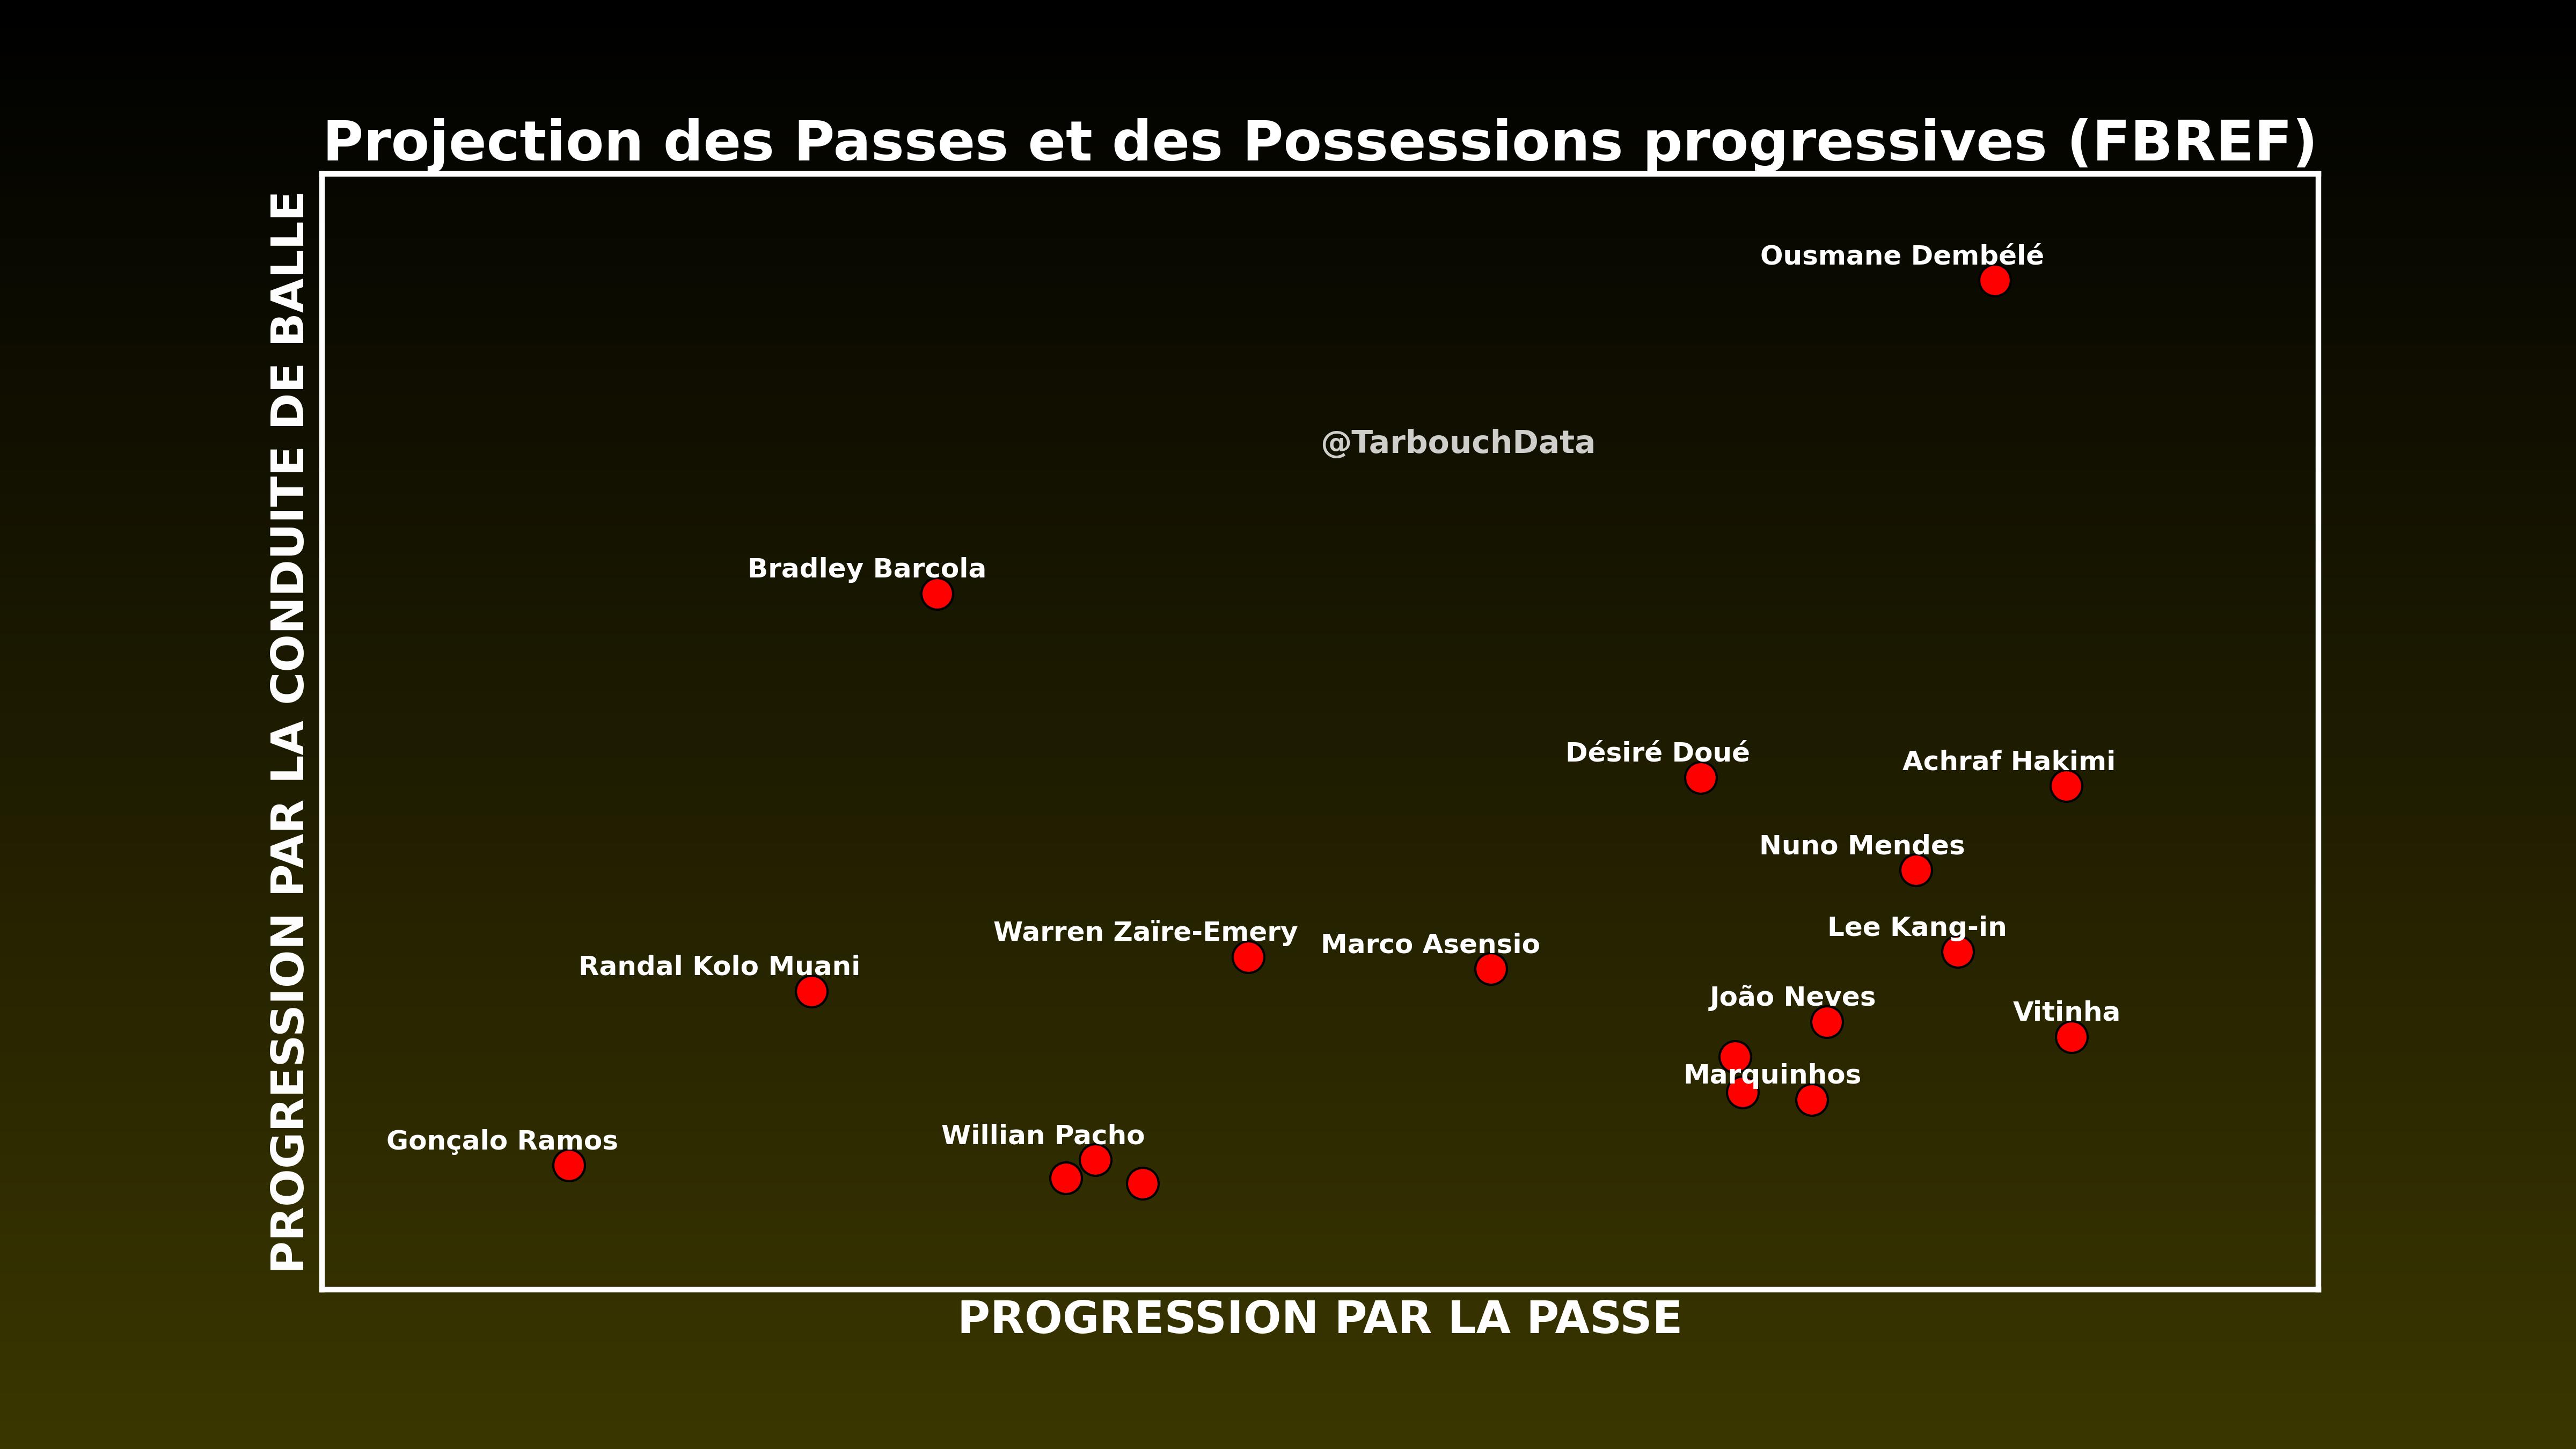 Projection des Passes et des Possessions progressives (FBREF)
PROGRESSION PAR LA CONDUITE DE BALLE
Ousmane Dembélé
@TarbouchData
Bradley Barcola
Désiré Doué
Achraf Hakimi
Nuno Mendes
Lee Kang-in
Warren Zaïre-Emery
Marco Asensio
Randal Kolo Muani
João Neves
Vitinha
Marquinhos
Willian Pacho
Gonçalo Ramos
PROGRESSION PAR LA PASSE